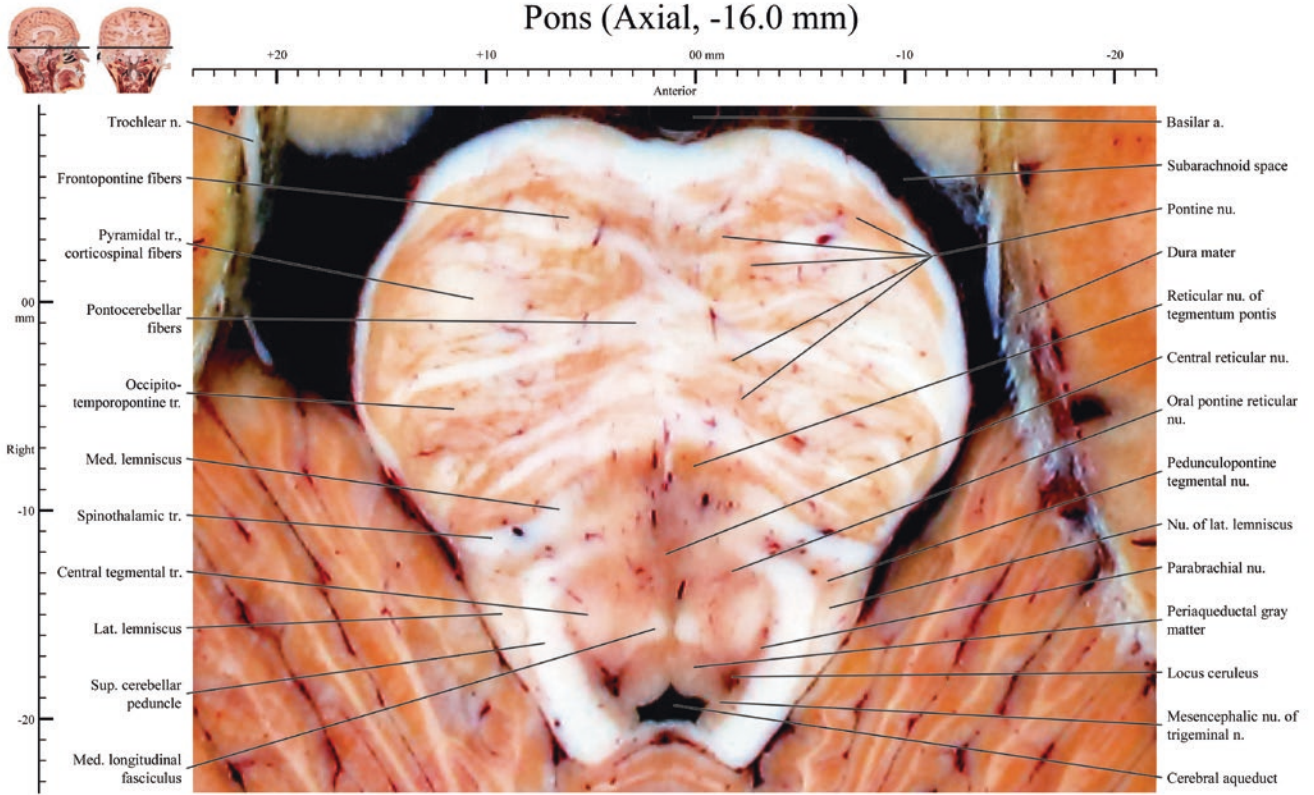 Pons (Axial, -16.0 mm)
+20
+10
00 mm
-10
-20
Anterior
Trochlear n.
Frontopontine fibers
Pyramidal tr.,
corticospinal fibers
00
mm
Pontocerebellar
fibers
Occipito-
temporopontine tr.
Right
Med. lemniscus
-10
Spinothalamic tr.
Central tegmental tr.
Lat. lemniscus
Sup. cerebellar
peduncle
-20
Med. longitudinal
fasciculus
Basilar a.
Subarachnoid space
Pontine nu.
Dura mater
Reticular nu. of
tegmentum pontis
Central reticular nu.
Oral pontine reticular
nu.
Pedunculopontine
tegmental nu.
Nu. of lat. lemniscus
Parabrachial nu.
Periaqueductal gray
matter
Locus ceruleus
Mesencephalic nu. of
trigeminal n.
Cerebral aqueduct